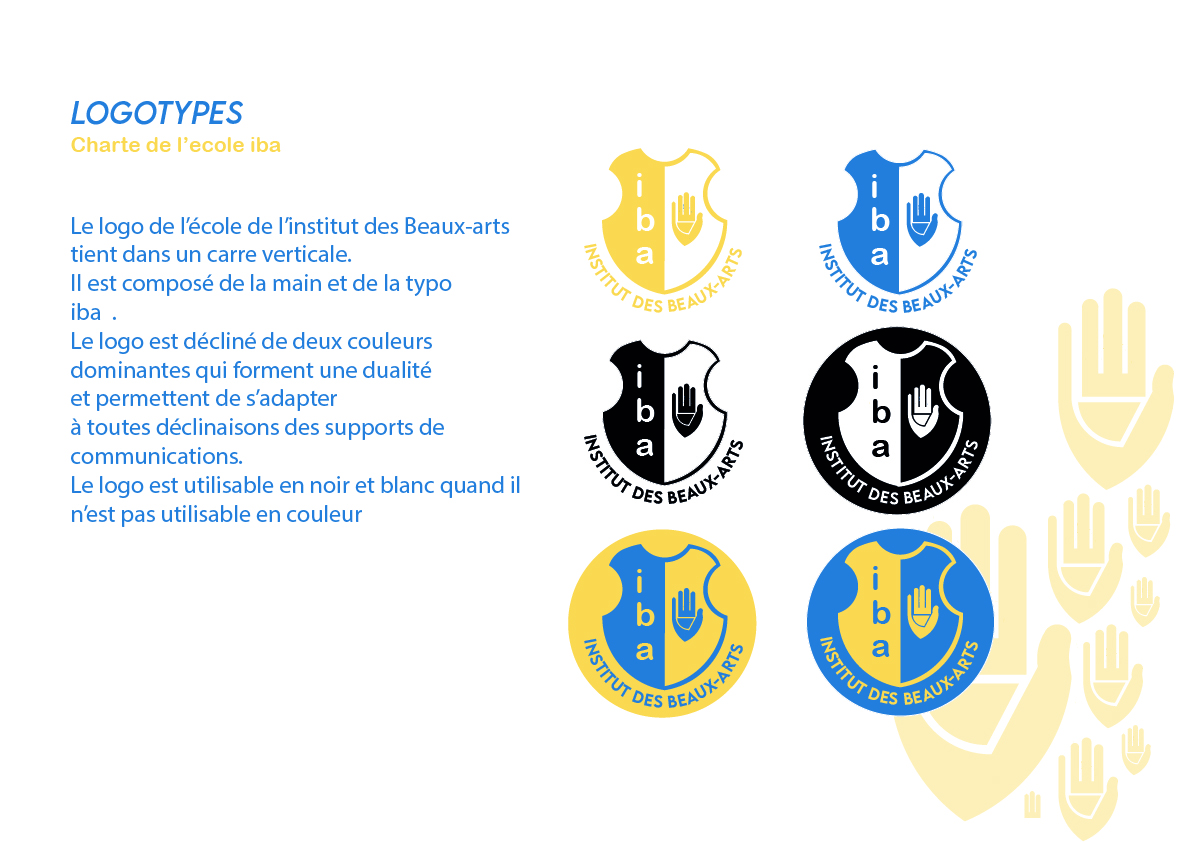 LOGOTYPES
Charte de l'ecole iba
Le logo de l'école de l'institut des Beaux-arts
tient dans un carre verticale.
Il est composé de la main et de la typo
iba  .
Le logo est décliné de deux couleurs
dominantes qui forment une dualité
et permettent de s'adapter
à toutes déclinaisons des supports de
communications.
Le logo est utilisable en noir et blanc quand il
n'est pas utilisable en couleur
i
b
a
INSTITUT DES BEAUX-ARTS
i
b
a
INSTITUT DES BEAUX-ARTS
i
b
a
INSTITUT DES BEAUX-ARTS
i
b
a
INSTITUT DES BEAUX-ARTS
i
b
a
INSTITUT DES BEAUX-ARTS
i
b
a
INSTITUT DES BEAUX-ARTS